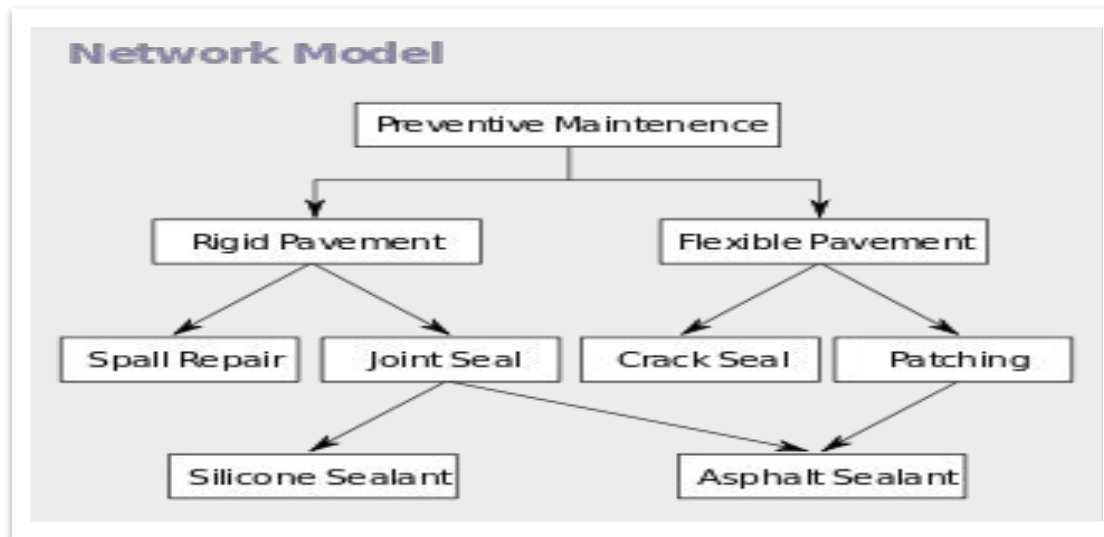 Network Model
Preventive Maintenence
Rigid Pavement
Flexible Pavement
Spall Repair
Joint Seal
Crack Seal
Patching
Silicone Sealant
Asphalt Sealant